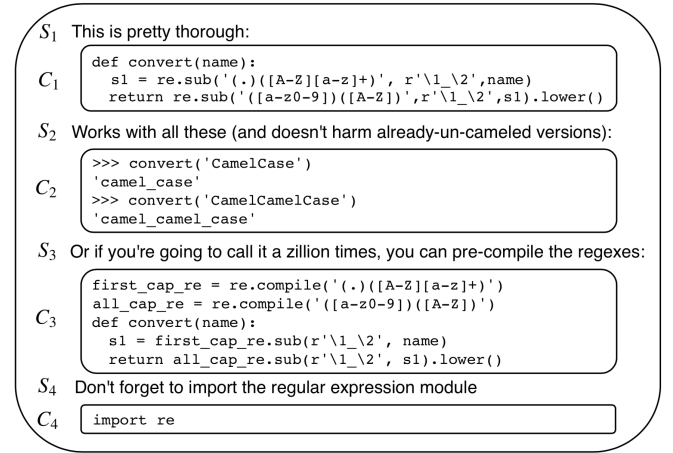 S1 This is pretty thorough:
C1
def convert(name):
  s1 = re.sub('(.)([A-Z][a-z]+)', r'\1_\2',name)
  return re.sub('([a-z0-9])([A-Z])',r'\1_\2',s1).lower()
S2 Works with all these (and doesn't harm already-un-cameled versions):
C2
>>> convert('CamelCase')
'camel_case'
>>> convert('CamelCamelCase')
'camel_camel_case'
S3 Or if you're going to call it a zillion times, you can pre-compile the regexes:
C3
first_cap_re = re.compile('(.)([A-Z][a-z]+)')
all_cap_re = re.compile('([a-z0-9])([A-Z])')
def convert(name):
  s1 = first_cap_re.sub(r'\1_\2', name)
  return all_cap_re.sub(r'\1_\2', s1).lower()
S4 Don't forget to import the regular expression module
C4 import re